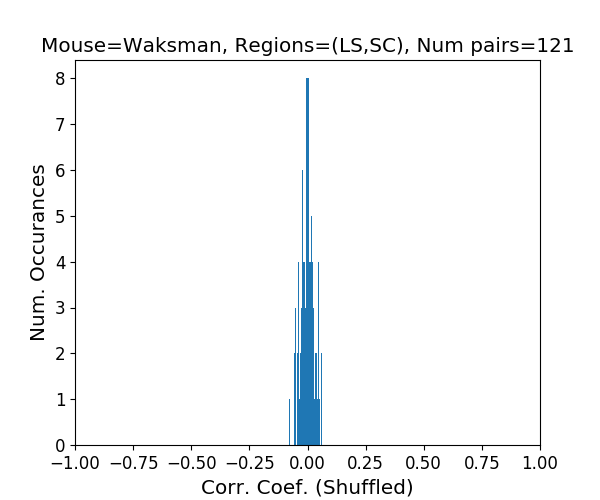 Mouse=Waksman, Regions=(LS,SC), Num pairs=121
8
7
6
5
4
3
2
1
0
Num. Occurances
−1.00 −0.75 −0.50 −0.25 0.00 0.25 0.50 0.75 1.00
Corr. Coef. (Shuffled)